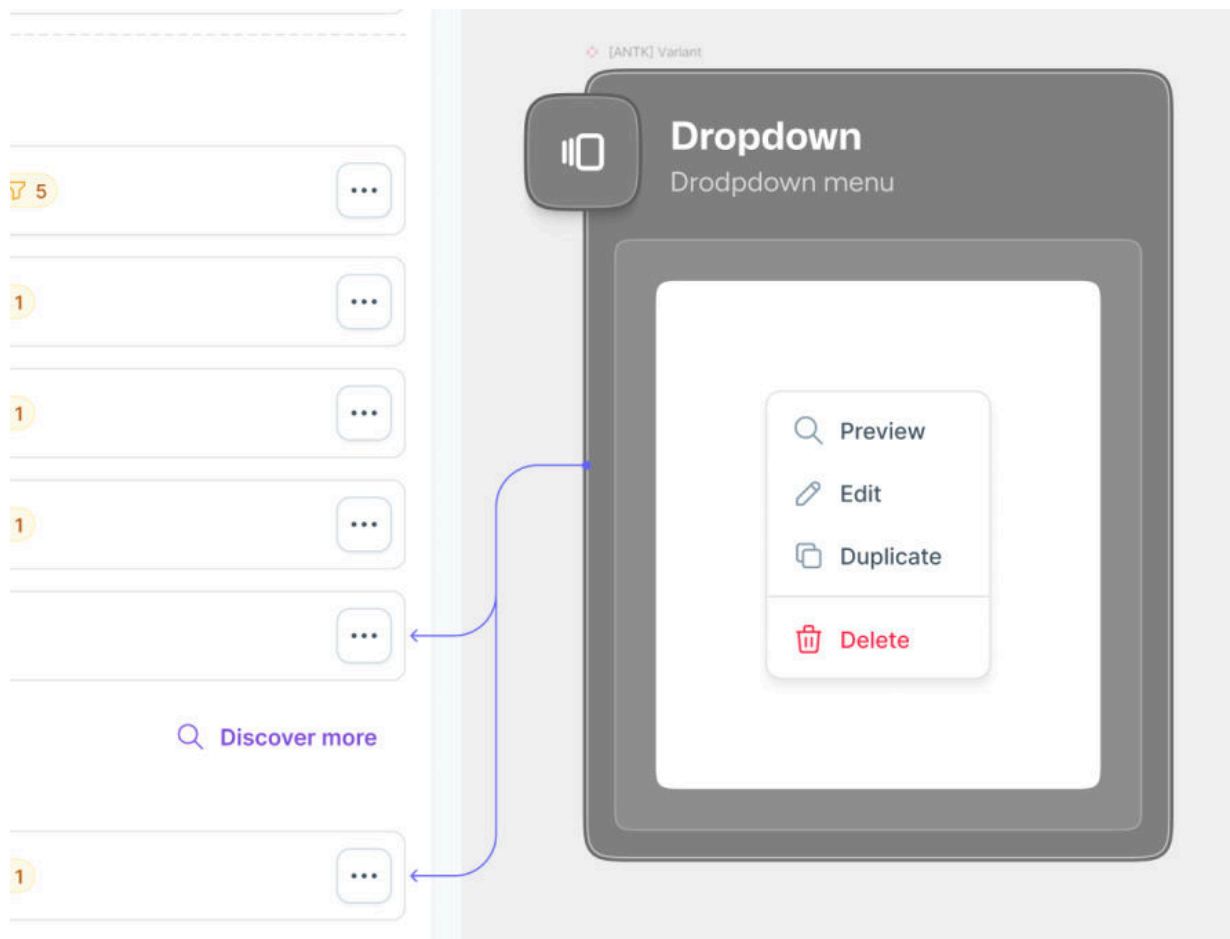 5
1
1
1
Discover more
1
[ANTK] Variant
Dropdown
Drodpdown menu
Preview
Edit
Duplicate
Delete